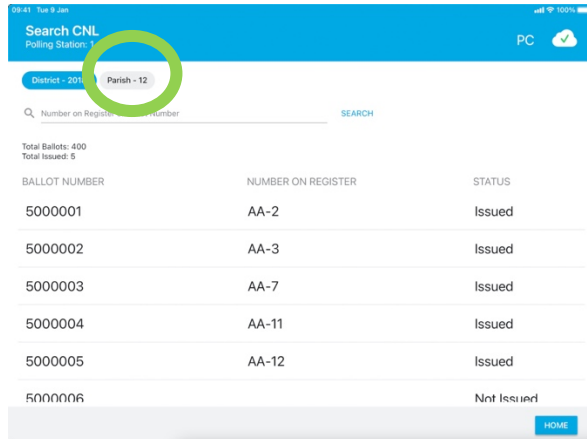 09:41 Tue 9 Jan 100%
Search CNL
Polling Station: 1
PC
District - 201 Parish - 12
Number on Register Number
SEARCH
Total Ballots: 400
Total Issued: 5
BALLOT NUMBER NUMBER ON REGISTER STATUS
5000001 AA-2 Issued
5000002 AA-3 Issued
5000003 AA-7 Issued
5000004 AA-11 Issued
5000005 AA-12 Issued
5000006 Not Issued
HOME